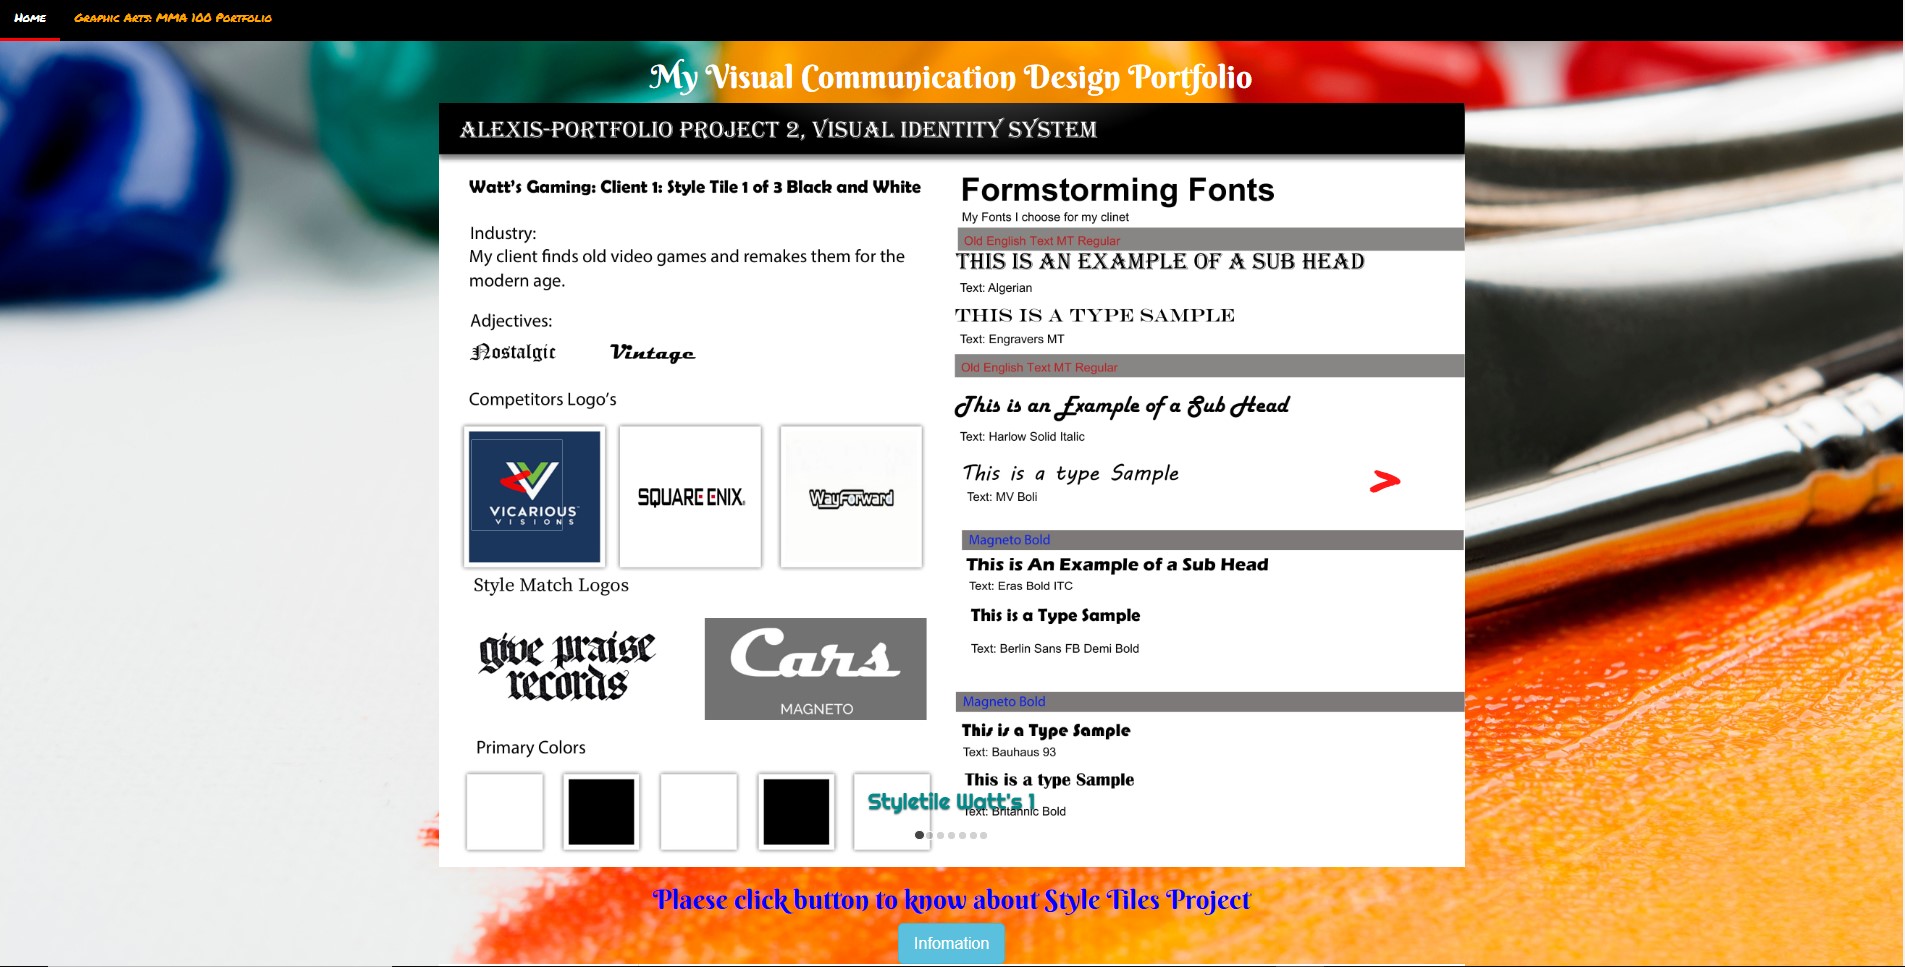 Home
Graphic Arts: MMA 100 Portfolio
My Visual Communication Design Portfolio
ALEXIS-PORTFOLIO PROJECT 2, VISUAL IDENTITY SYSTEM
Watt's Gaming: Client 1: Style Tile 1 of 3 Black and White
Industry:
My client finds old video games and remakes them for the
modern age.
Adjectives:
Nostalgic
Vintage
Competitors Logo's
VICARIOUS
VISIONS
SQUARE ENIX
WayForward
Style Match Logos
give praise
records
Cars
MAGNETO
Primary Colors
Formstorming Fonts
My Fonts I choose for my clinet
Old English Text MT Regular
THIS IS AN EXAMPLE OF A SUB HEAD
Text: Algerian
THIS IS A TYPE SAMPLE
Text: Engravers MT
Old English Text MT Regular
This is an Example of a Sub Head
Text: Harlow Solid Italic
This is a type Sample
Text: MV Boli
>
Magneto Bold
This is An Example of a Sub Head
Text: Eras Bold ITC
This is a Type Sample
Text: Berlin Sans FB Demi Bold
Magneto Bold
This is a Type Sample
Text: Bauhaus 93
This is a type Sample
Styletile Watt's 1
Text: Britannic Bold
Plaese click button to know about Style Tiles Project
Infomation